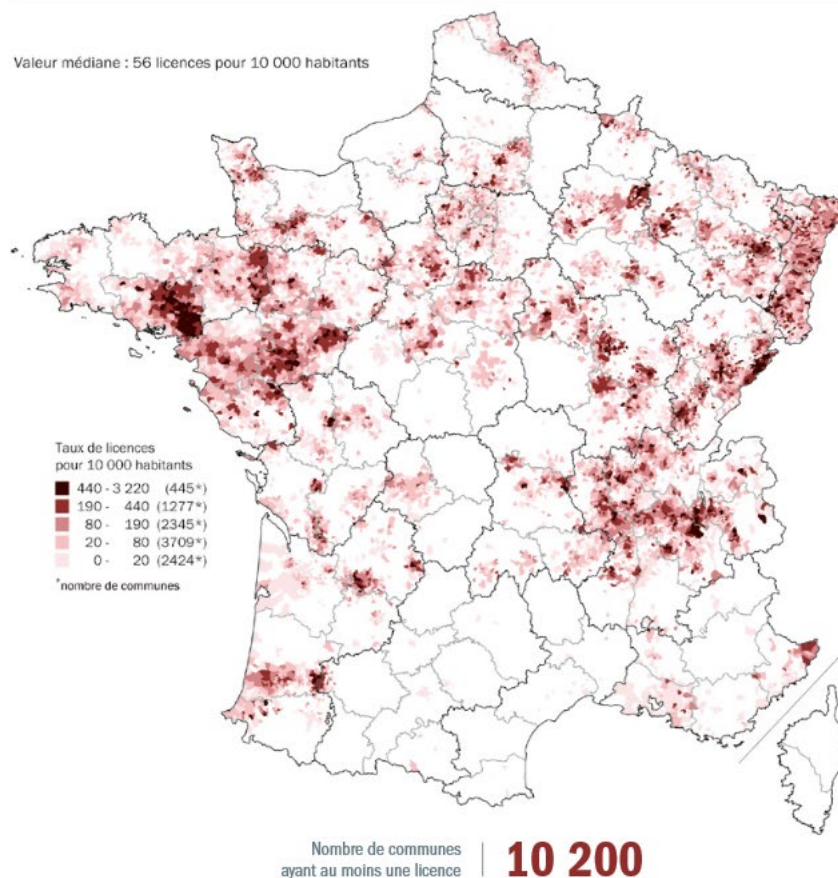 Valeur médiane : 56 licences pour 10 000 habitants
Taux de licences
pour 10 000 habitants
440 - 3 220 (445*)
190 - 440 (1277*)
80 - 190 (2345*)
20 - 80 (3709*)
0 - 20 (2424*)
*nombre de communes
Nombre de communes
ayant au moins une licence
10 200